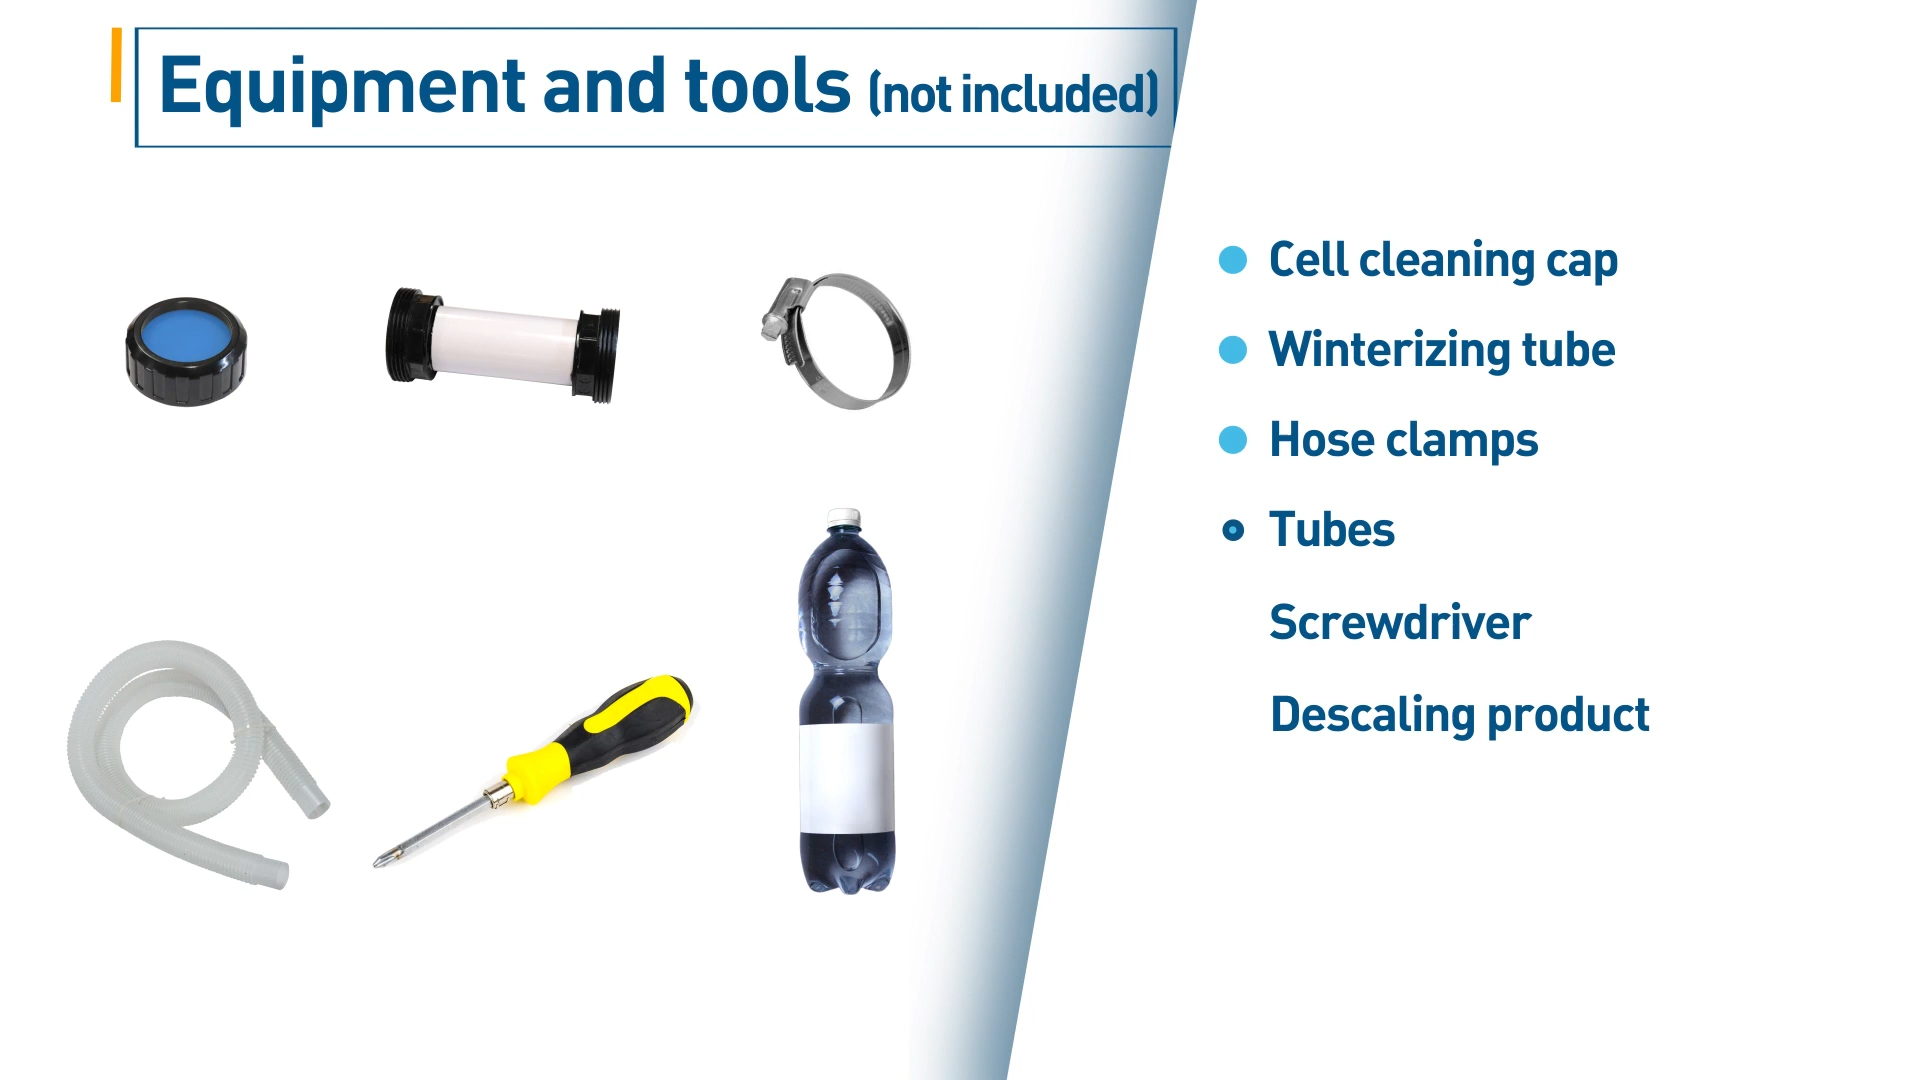 Equipment and tools (not included)
Cell cleaning cap
Winterizing tube
Hose clamps
Tubes
Screwdriver
Descaling product